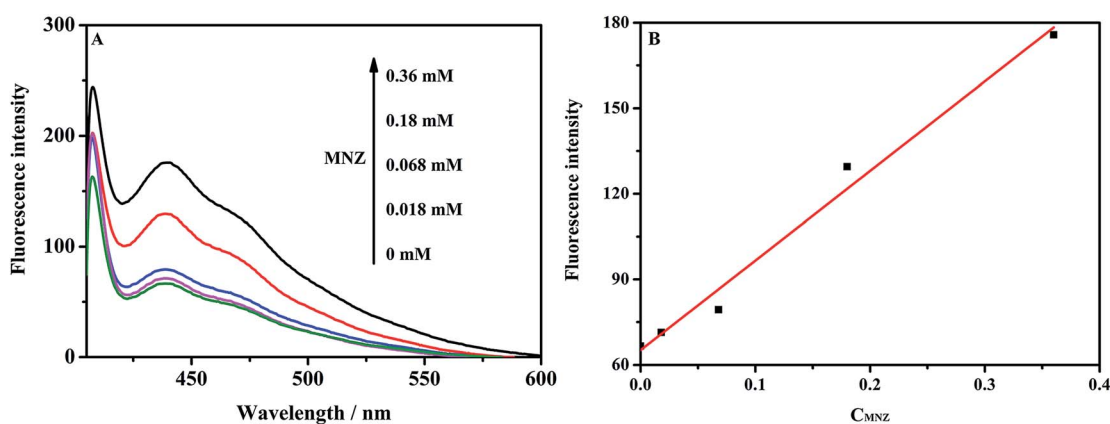 A
300
200
100
0
450
500
550
600
Fluorescence intensity
Wavelength / nm
MNZ
0.36 mM
0.18 mM
0.068 mM
0.018 mM
0 mM
B
180
150
120
90
60
0.0
0.1
0.2
0.3
0.4
Fluorescence intensity
CMNZ